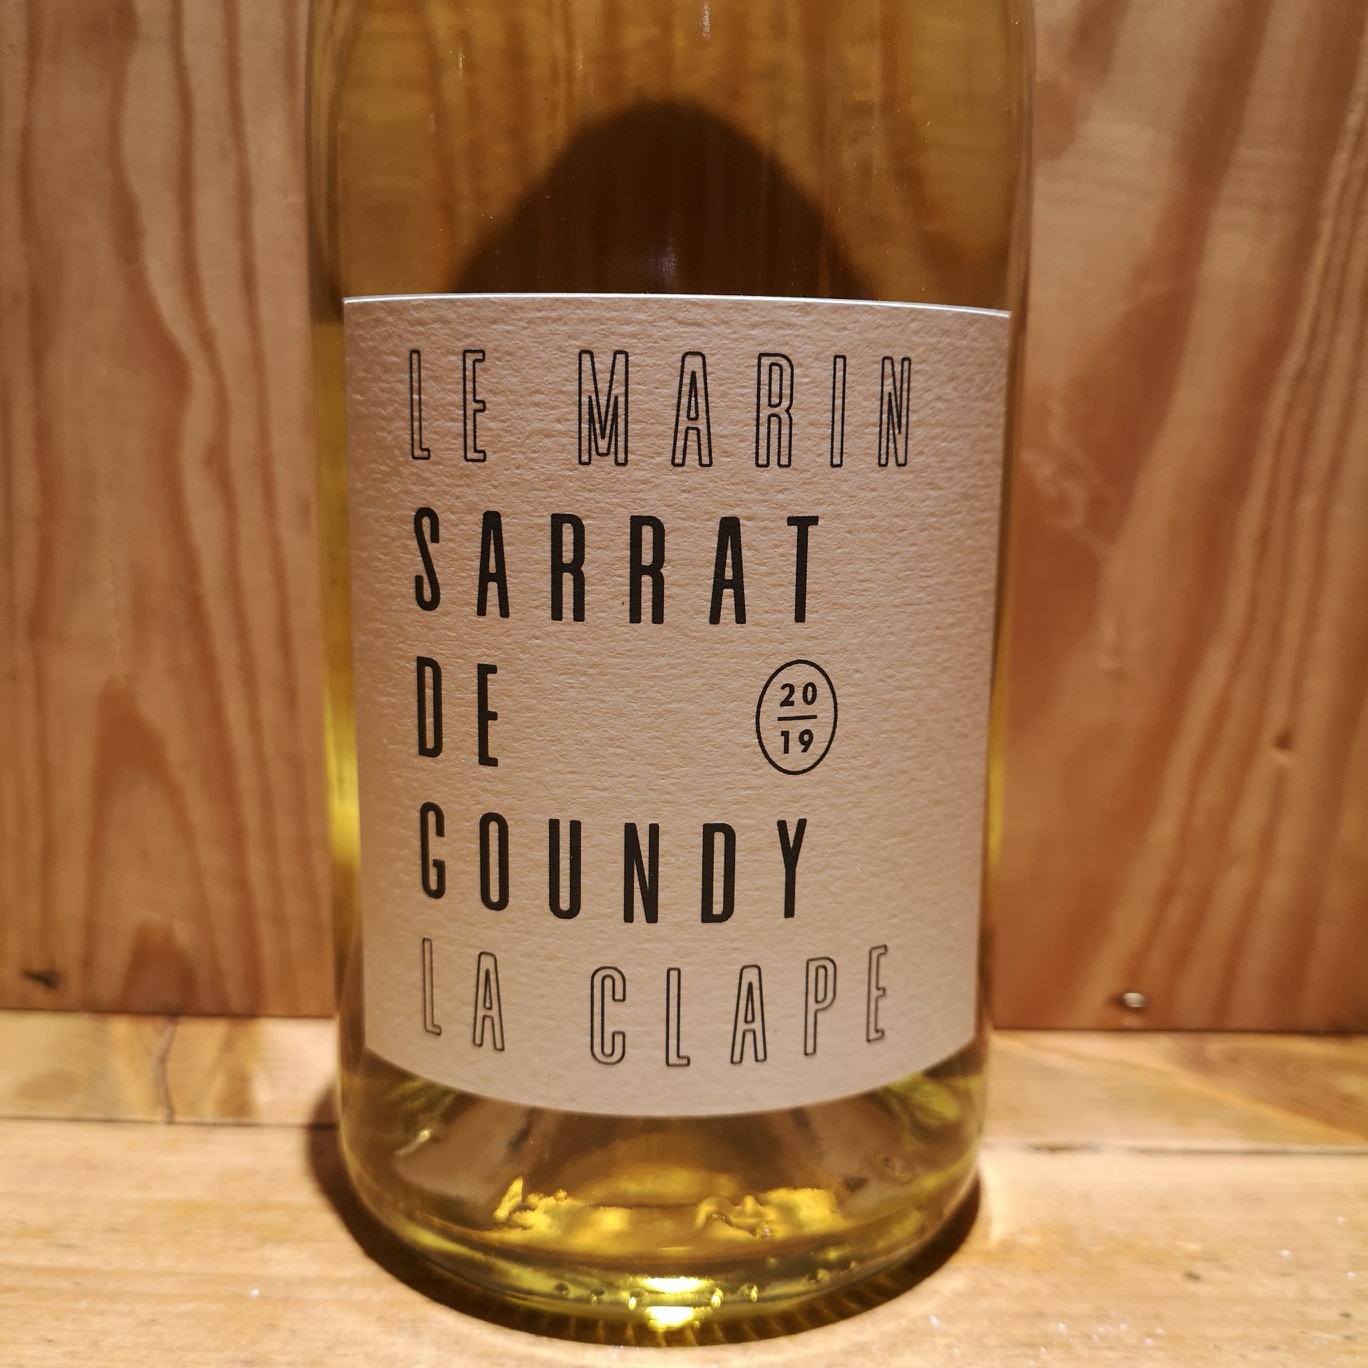 LE MARIN
SARRAT
DE
20
19
GOUNDY
LA CLAPE